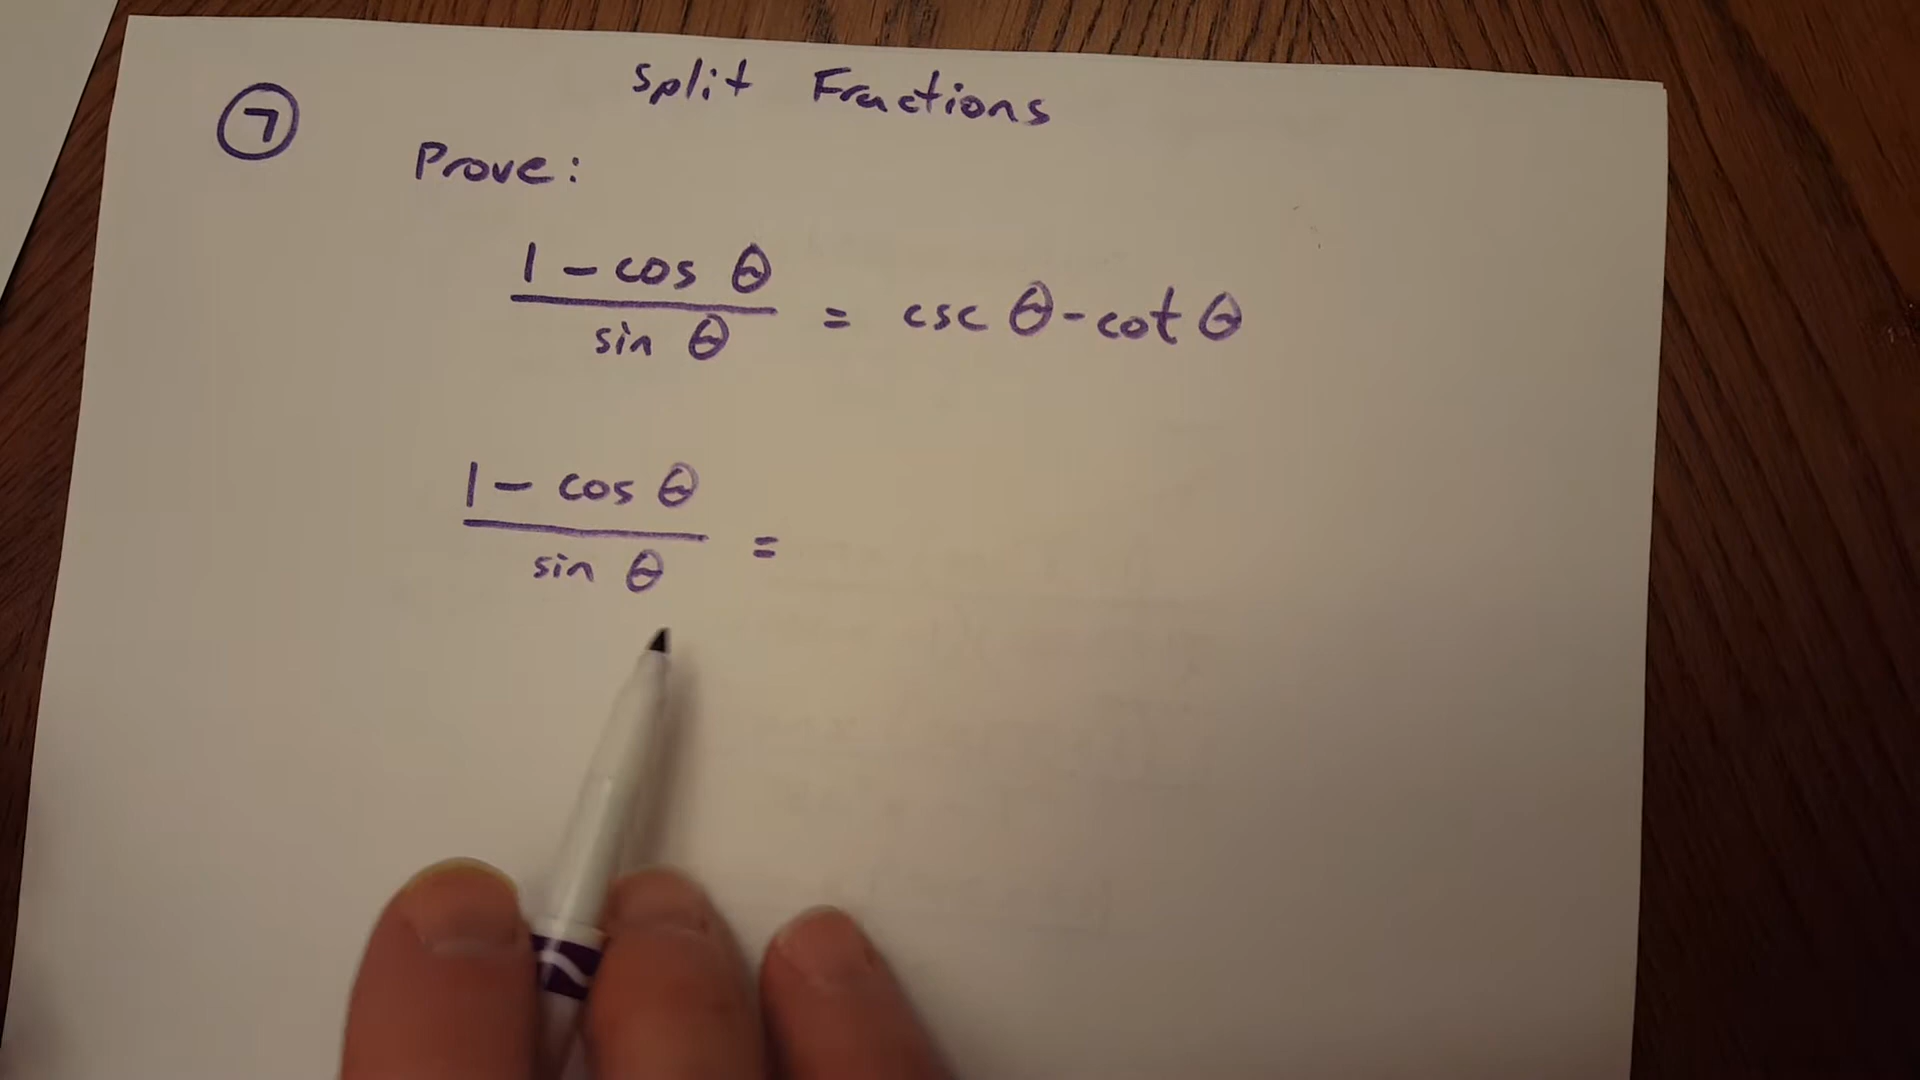 Split Fractions
7
Prove:
1 - cos θ
sin θ
= csc θ - cot θ
1 - cos θ
sin θ
=